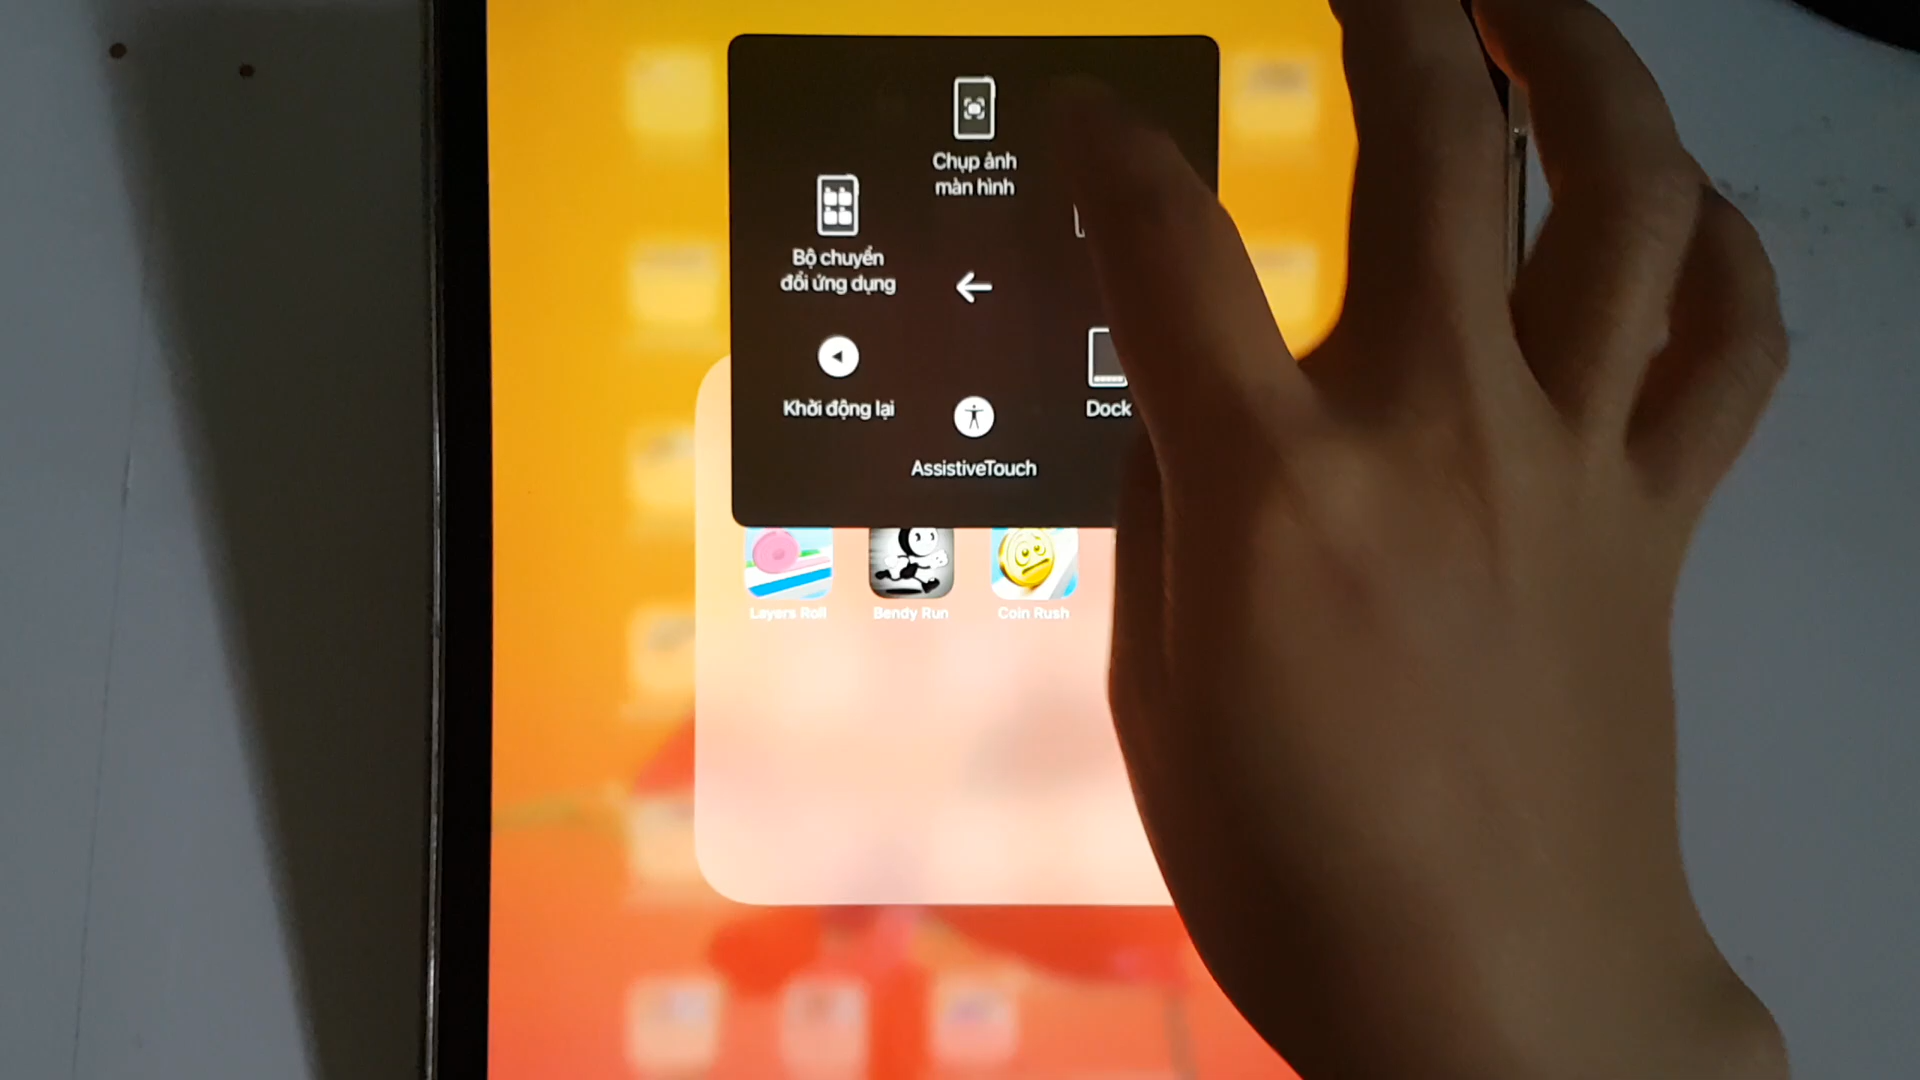 Chụp ảnh
màn hình
Bộ chuyển
đổi ứng dụng
Khởi động lại
Dock
AssistiveTouch
Layers Roll
Bendy Run
Coin Rush